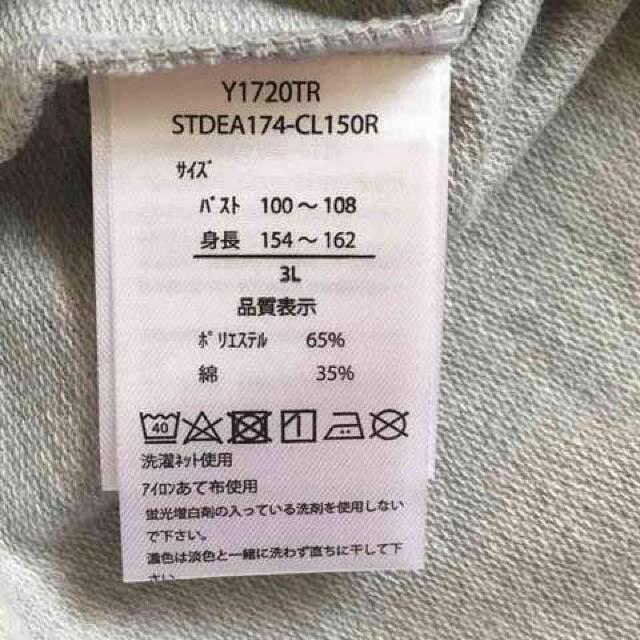 Y1720TR
STDEA174-CL150R
ｻｲｽﾞ
ﾊﾞｽﾄ 100～108
身長 154～162
3L
品質表示
ﾎﾟﾘｴｽﾃﾙ 65%
綿 35%
40
洗濯ﾈｯﾄ使用
ｱｲﾛﾝあて布使用
蛍光増白剤の入っている洗剤を使用しない
で下さい。
濃色は淡色と一緒に洗わず直ちに干して下
さい。